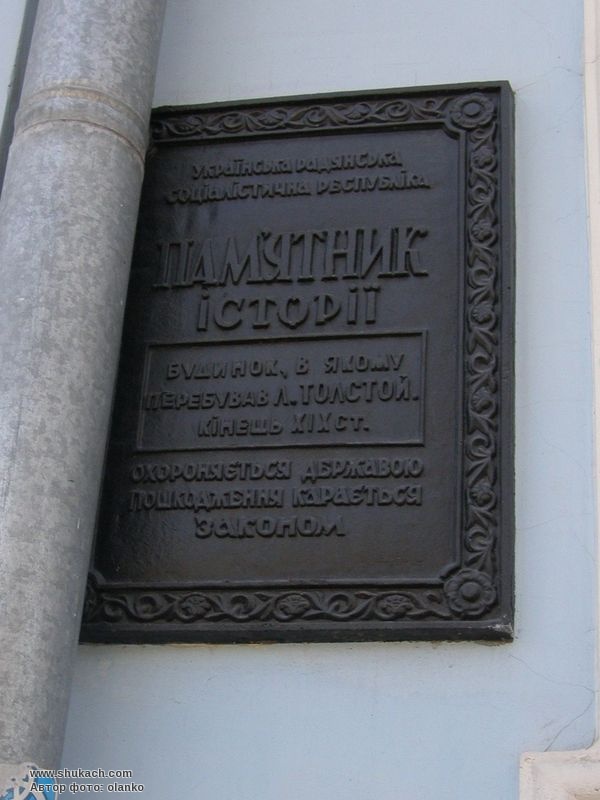 УКРАЇНСЬКА РАДЯНСЬКА
СОЦІАЛІСТИЧНА РЕСПУБЛІКА
ПАМ'ЯТНИК
ІСТОРІЇ
БУДИНОК, В ЯКОМУ
ПЕРЕБУВАВ Л. ТОЛСТОЙ.
КІНЕЦЬ XIX СТ.
ОХОРОНЯЄТЬСЯ ДЕРЖАВОЮ
ПОШКОДЖЕННЯ КАРАЄТЬСЯ
ЗАКОНОМ
www.shukach.com
Автор фото: olanko